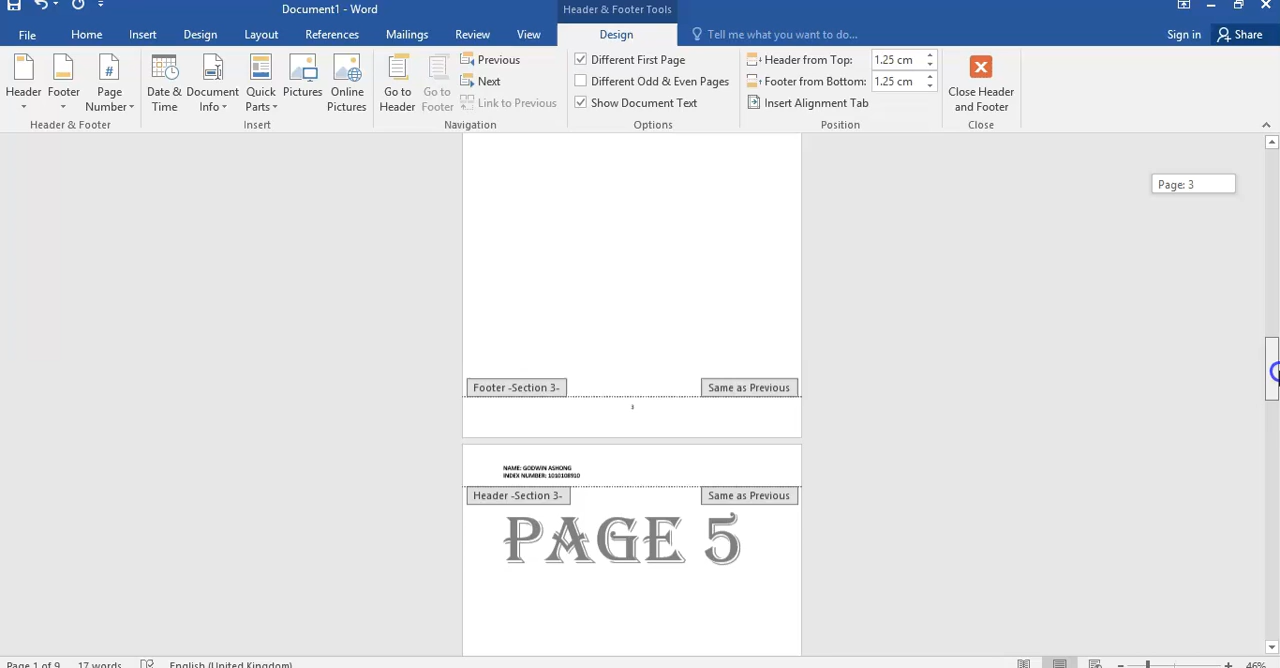 Document1 - Word
Header & Footer Tools
File Home Insert Design Layout References Mailings Review View Design Tell me what you want to do... Sign in Share
Header
Footer
Page Number
Header & Footer
Date & Time
Document Info
Quick Parts
Pictures
Online Pictures
Insert
Go to Header
Go to Footer
Previous
Next
Link to Previous
Navigation
Different First Page
Different Odd & Even Pages
Show Document Text
Options
Header from Top: 1.25 cm
Footer from Bottom: 1.25 cm
Insert Alignment Tab
Position
Close Header and Footer
Close
Page: 3
Footer -Section 3- Same as Previous
3
NAME: GODWIN ASHONG
INDEX NUMBER: 1010108910
Header -Section 3- Same as Previous
PAGE 5
Page 1 of 9 17 words English (United Kingdom) 46%